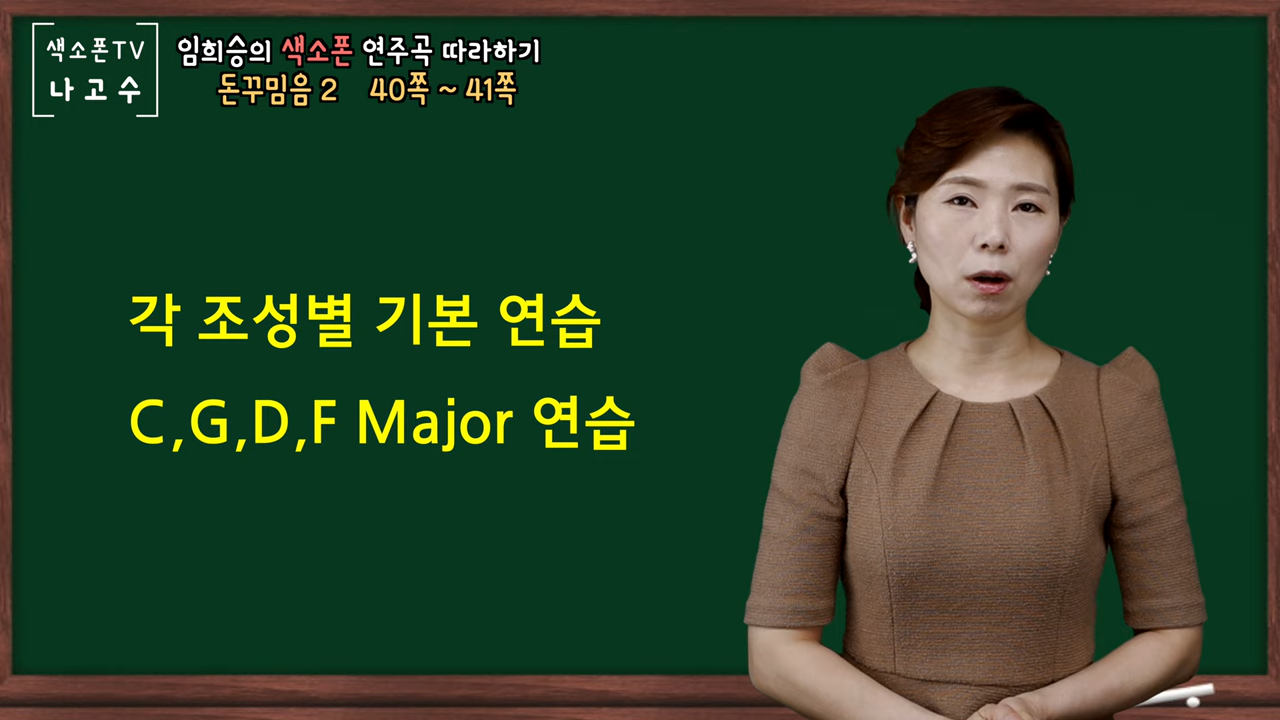 색소폰TV
나고수
임희승의 색소폰 연주곡 따라하기
돈꾸밈음 2 40쪽 ~ 41쪽
각 조성별 기본 연습
C,G,D,F Major 연습